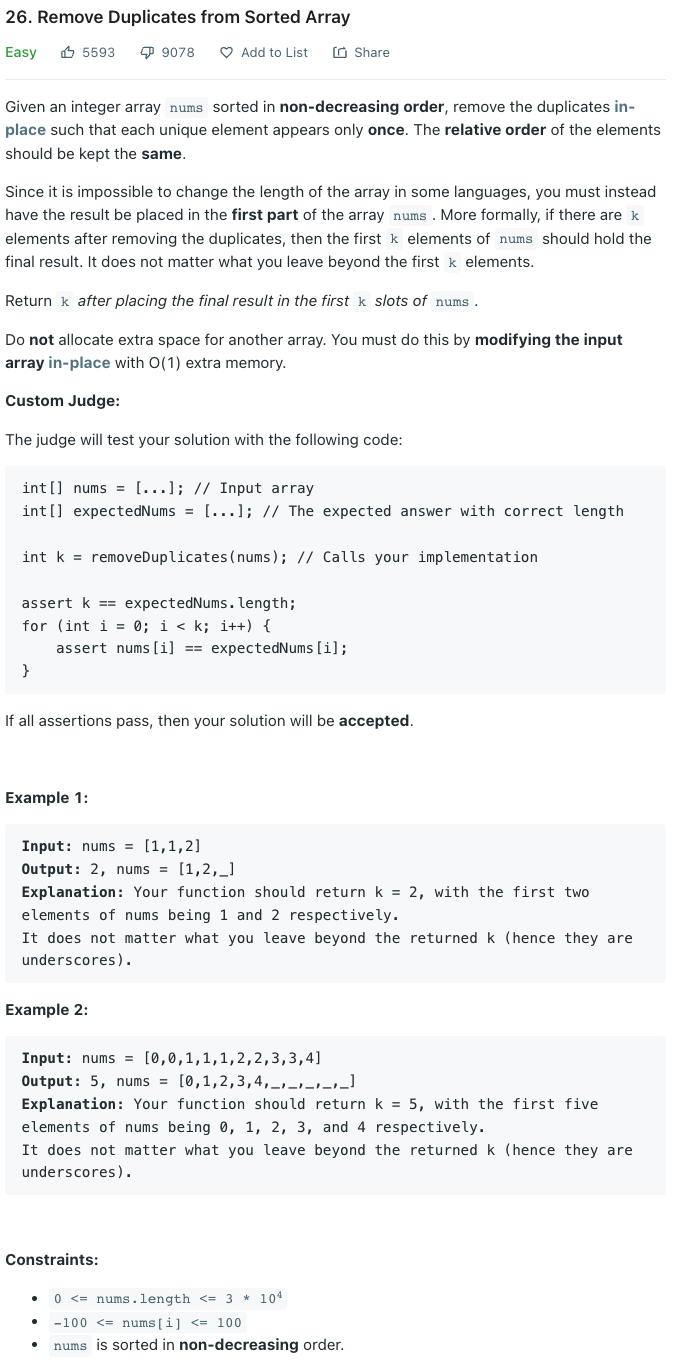 26. Remove Duplicates from Sorted Array
Easy 5593 9078 Add to List Share
Given an integer array nums sorted in non-decreasing order, remove the duplicates in-
place such that each unique element appears only once. The relative order of the elements
should be kept the same.
Since it is impossible to change the length of the array in some languages, you must instead
have the result be placed in the first part of the array nums . More formally, if there are k
elements after removing the duplicates, then the first k elements of nums should hold the
final result. It does not matter what you leave beyond the first k elements.
Return k after placing the final result in the first k slots of nums .
Do not allocate extra space for another array. You must do this by modifying the input
array in-place with O(1) extra memory.
Custom Judge:
The judge will test your solution with the following code:
int[] nums = [...]; // Input array
int[] expectedNums = [...]; // The expected answer with correct length
int k = removeDuplicates(nums); // Calls your implementation
assert k == expectedNums.length;
for (int i = 0; i < k; i++) {
    assert nums[i] == expectedNums[i];
}
If all assertions pass, then your solution will be accepted.
Example 1:
Input: nums = [1,1,2]
Output: 2, nums = [1,2,_]
Explanation: Your function should return k = 2, with the first two
elements of nums being 1 and 2 respectively.
It does not matter what you leave beyond the returned k (hence they are
underscores).
Example 2:
Input: nums = [0,0,1,1,1,2,2,3,3,4]
Output: 5, nums = [0,1,2,3,4,_,_,_,_,_]
Explanation: Your function should return k = 5, with the first five
elements of nums being 0, 1, 2, 3, and 4 respectively.
It does not matter what you leave beyond the returned k (hence they are
underscores).
Constraints:
• 0 <= nums.length <= 3 * 10⁴
• -100 <= nums[i] <= 100
• nums is sorted in non-decreasing order.